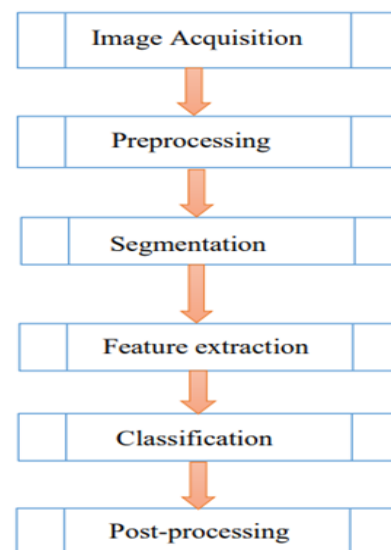 Image Acquisition
Preprocessing
Segmentation
Feature extraction
Classification
Post-processing